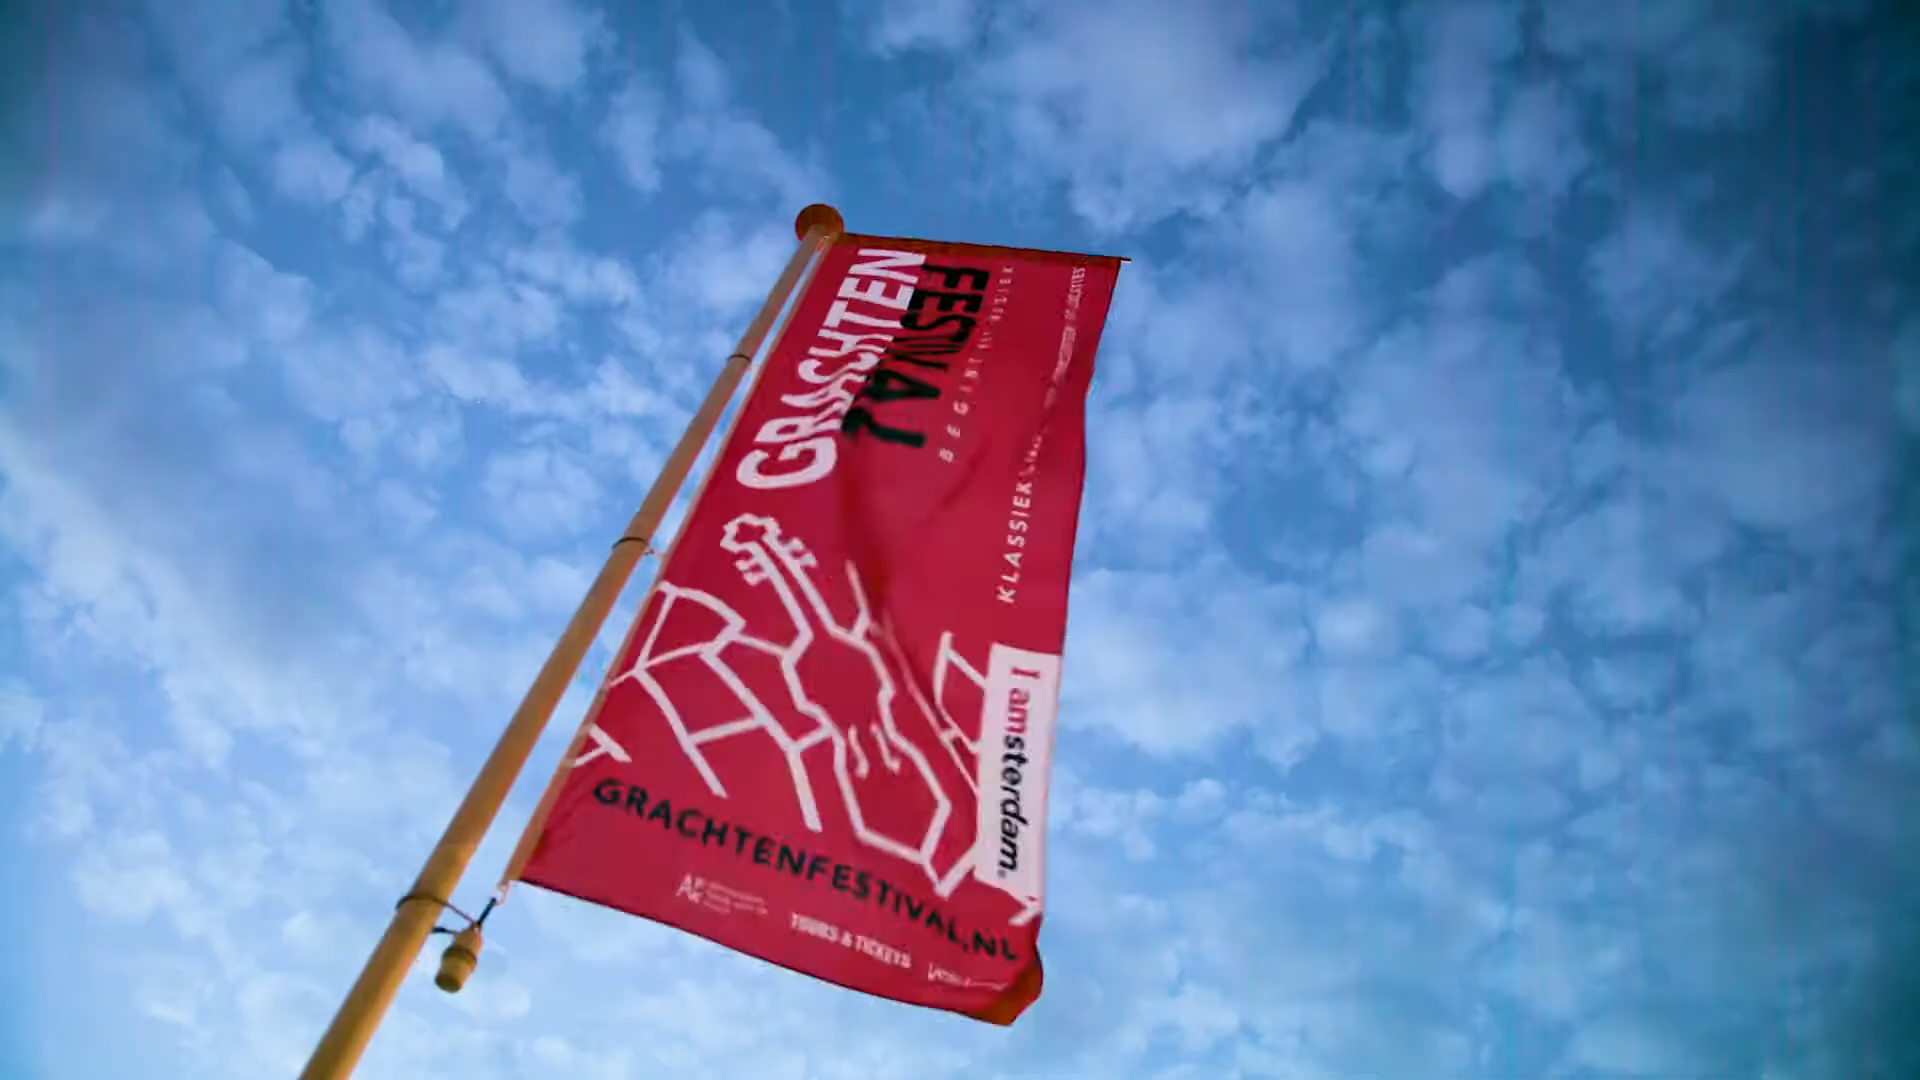 GRACHTEN
FESTIVAL
BEGINT
KLASSIEK
I amsterdam.
GRACHTENFESTIVAL.NL
TOURS & TICKETS